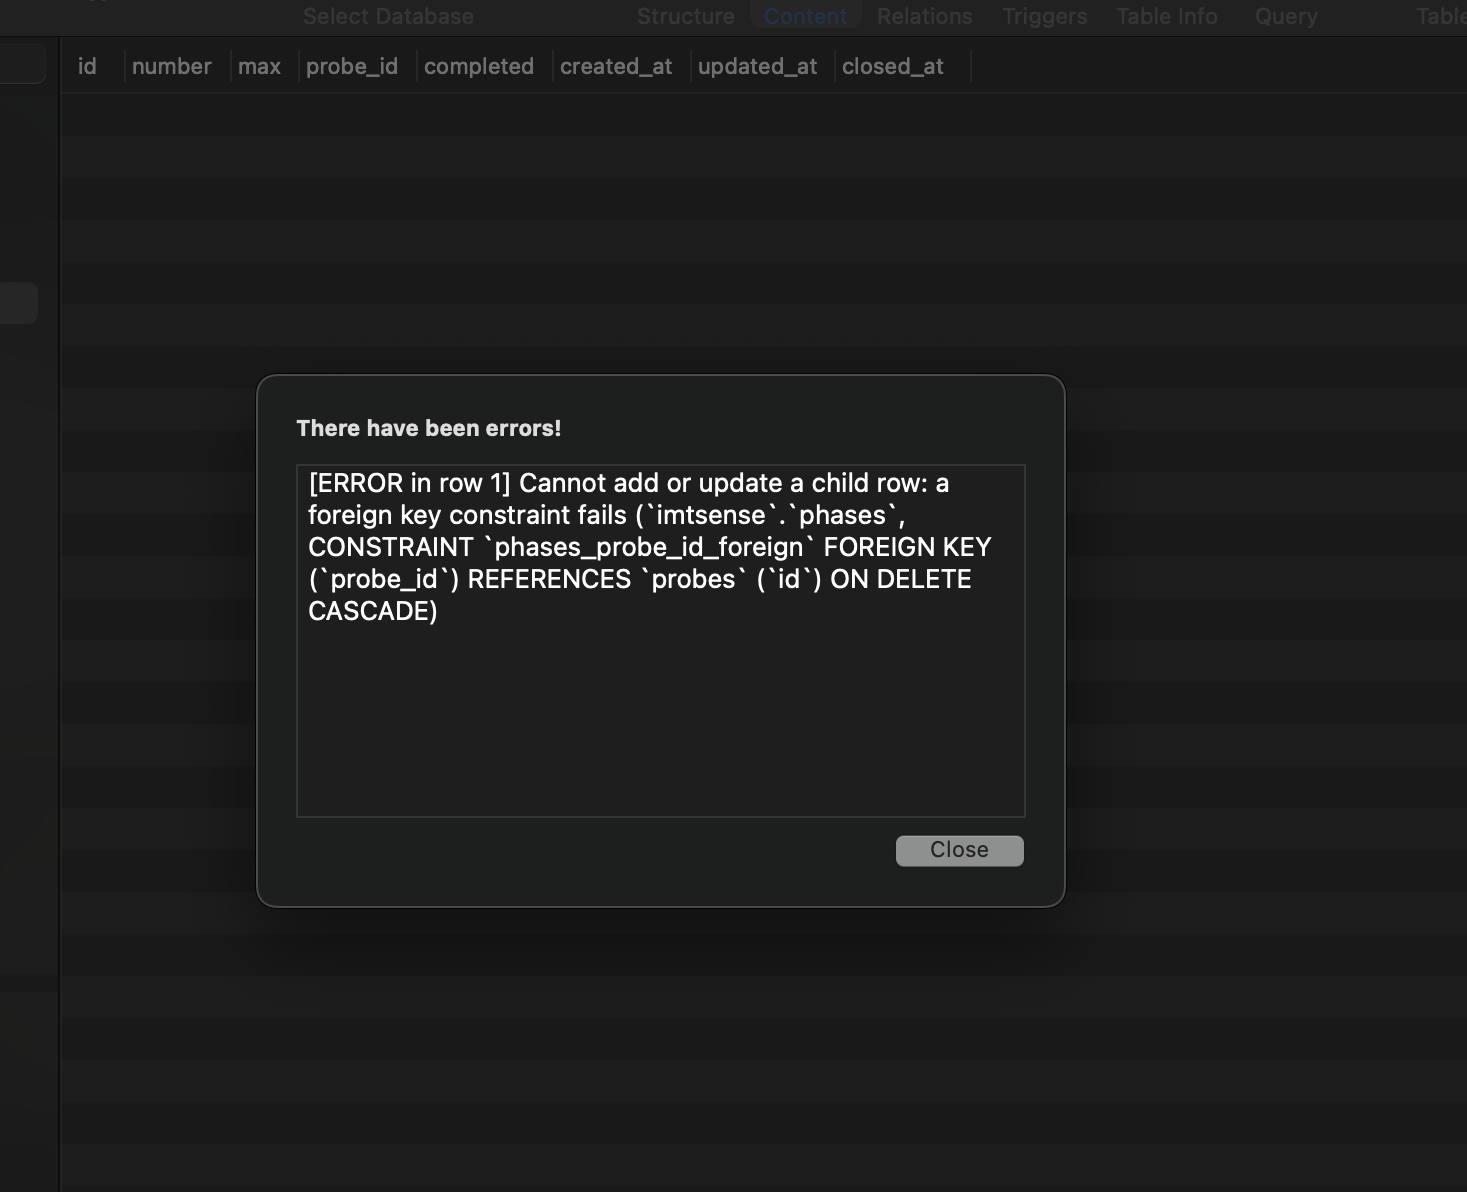 Select Database
Structure Content Relations Triggers Table Info Query
id number max probe_id completed created_at updated_at closed_at
There have been errors!
[ERROR in row 1] Cannot add or update a child row: a
foreign key constraint fails (`imtsense`.`phases`,
CONSTRAINT `phases_probe_id_foreign` FOREIGN KEY
(`probe_id`) REFERENCES `probes` (`id`) ON DELETE
CASCADE)
Close